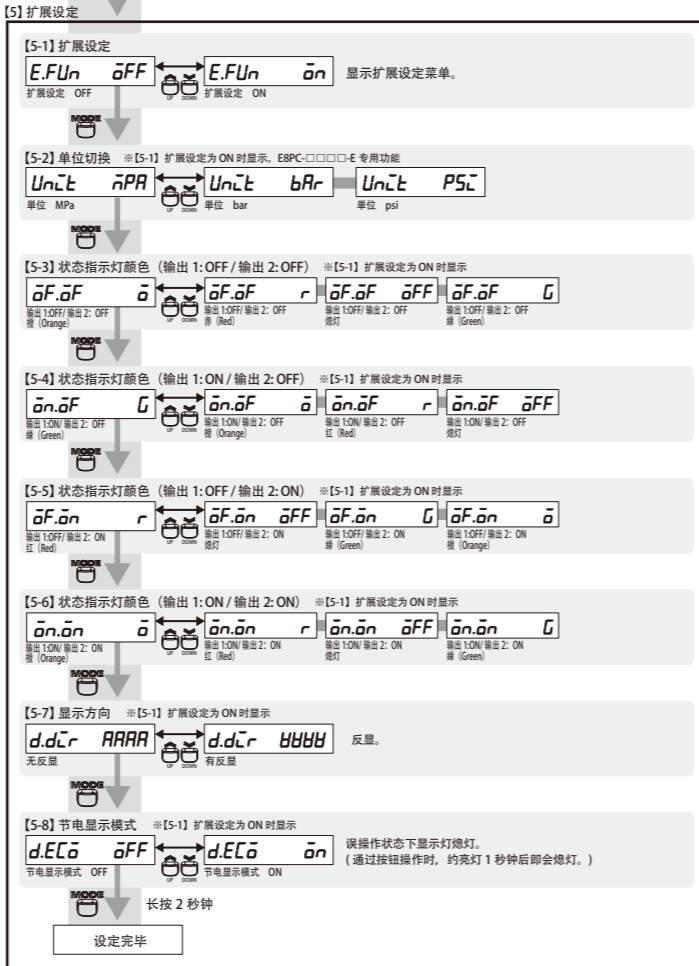 【5】扩展设定
【5-1】扩展设定
E.FUn oFF E.FUn on 显示扩展设定菜单。
扩展设定 OFF UP DOWN 扩展设定 ON
MODE
【5-2】单位切换 ※【5-1】扩展设定为 ON 时显示。E8PC-□□□□-E 专用功能
Unit nPA Unit bAr Unit PSi
単位 MPa UP DOWN 単位 bar 単位 psi
MODE
【5-3】状态指示灯颜色（输出 1: OFF / 输出 2: OFF） ※【5-1】扩展设定为 ON 时显示
oF.oF o oF.oF r oF.oF oFF oF.oF G
输出 1:OFF/ 输出 2：OFF UP DOWN 输出 1:OFF/ 输出 2：OFF 输出 1:OFF/ 输出 2：OFF 输出 1:OFF/ 输出 2：OFF
橙（Orange） 赤（Red） 熄灯 绿（Green）
MODE
【5-4】状态指示灯颜色（输出 1: ON / 输出 2: OFF） ※【5-1】扩展设定为 ON 时显示
on.oF G on.oF o on.oF r on.oF oFF
输出 1:ON/ 输出 2：OFF UP DOWN 输出 1:ON/ 输出 2：OFF 输出 1:ON/ 输出 2：OFF 输出 1:ON/ 输出 2：OFF
绿（Green） 橙（Orange） 红（Red） 熄灯
MODE
【5-5】状态指示灯颜色（输出 1: OFF / 输出 2: ON） ※【5-1】扩展设定为 ON 时显示
oF.on r oF.on oFF oF.on G oF.on o
输出 1:OFF/ 输出 2：ON UP DOWN 输出 1:OFF/ 输出 2：ON 输出 1:OFF/ 输出 2：ON 输出 1:OFF/ 输出 2：ON
红（Red） 熄灯 绿（Green） 橙（Orange）
MODE
【5-6】状态指示灯颜色（输出 1: ON / 输出 2: ON） ※【5-1】扩展设定为 ON 时显示
on.on o on.on r on.on oFF on.on G
输出 1:ON/ 输出 2：ON UP DOWN 输出 1:ON/ 输出 2：ON 输出 1:ON/ 输出 2：ON 输出 1:ON/ 输出 2：ON
橙（Orange） 红（Red） 熄灯 绿（Green）
MODE
【5-7】显示方向 ※【5-1】扩展设定为 ON 时显示
d.dir AAAA d.dir ɐɐɐɐ 反显。
无反显 UP DOWN 有反显
MODE
【5-8】节电显示模式 ※【5-1】扩展设定为 ON 时显示
d.ECo oFF d.ECo on 误操作状态下显示灯熄灯。
节电显示模式 OFF UP DOWN 节电显示模式 ON （通过按钮操作时，约亮灯 1 秒钟后即会熄灯。）
MODE 长按 2 秒钟
设定完毕